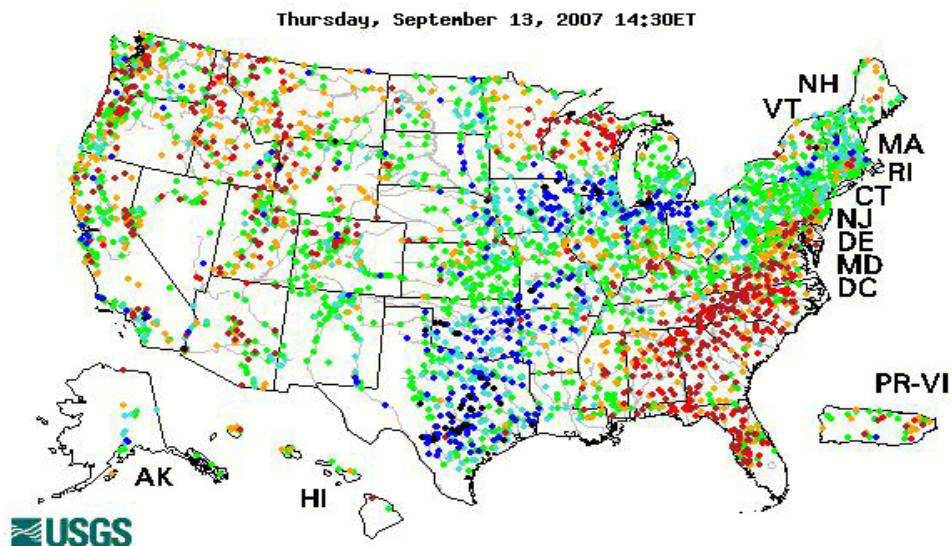 Thursday, September 13, 2007 14:30ET
NH
VT
MA
RI
CT
NJ
DE
MD
DC
PR-VI
AK
HI
USGS